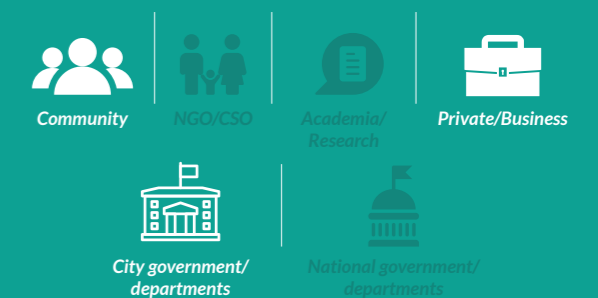 Community
NGO/CSO
Academia/
Research
Private/Business
City government/
departments
National government/
departments